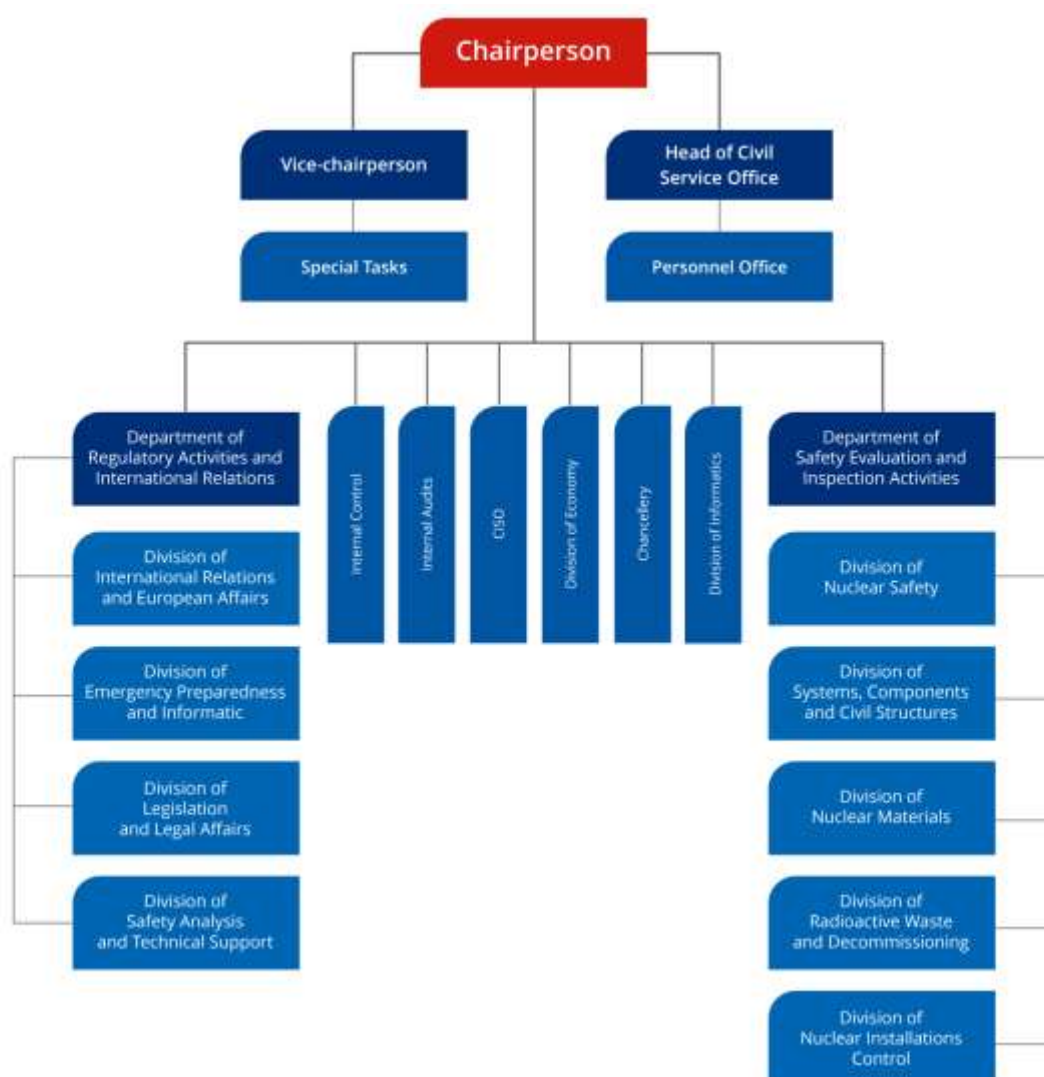 Chairperson
Vice-chairperson
Head of Civil
Service Office
Special Tasks
Personnel Office
Department of
Regulatory Activities and
International Relations
Division of
International Relations
and European Affairs
Division of
Emergency Preparedness
and Informatic
Division of
Legislation
and Legal Affairs
Division of
Safety Analysis
and Technical Support
Internal Control
Internal Audits
CISO
Division of Economy
Chancellery
Division of Informatics
Department of
Safety Evaluation and
Inspection Activities
Division of
Nuclear Safety
Division of
Systems, Components
and Civil Structures
Division of
Nuclear Materials
Division of
Radioactive Waste
and Decommissioning
Division of
Nuclear Installations
Control